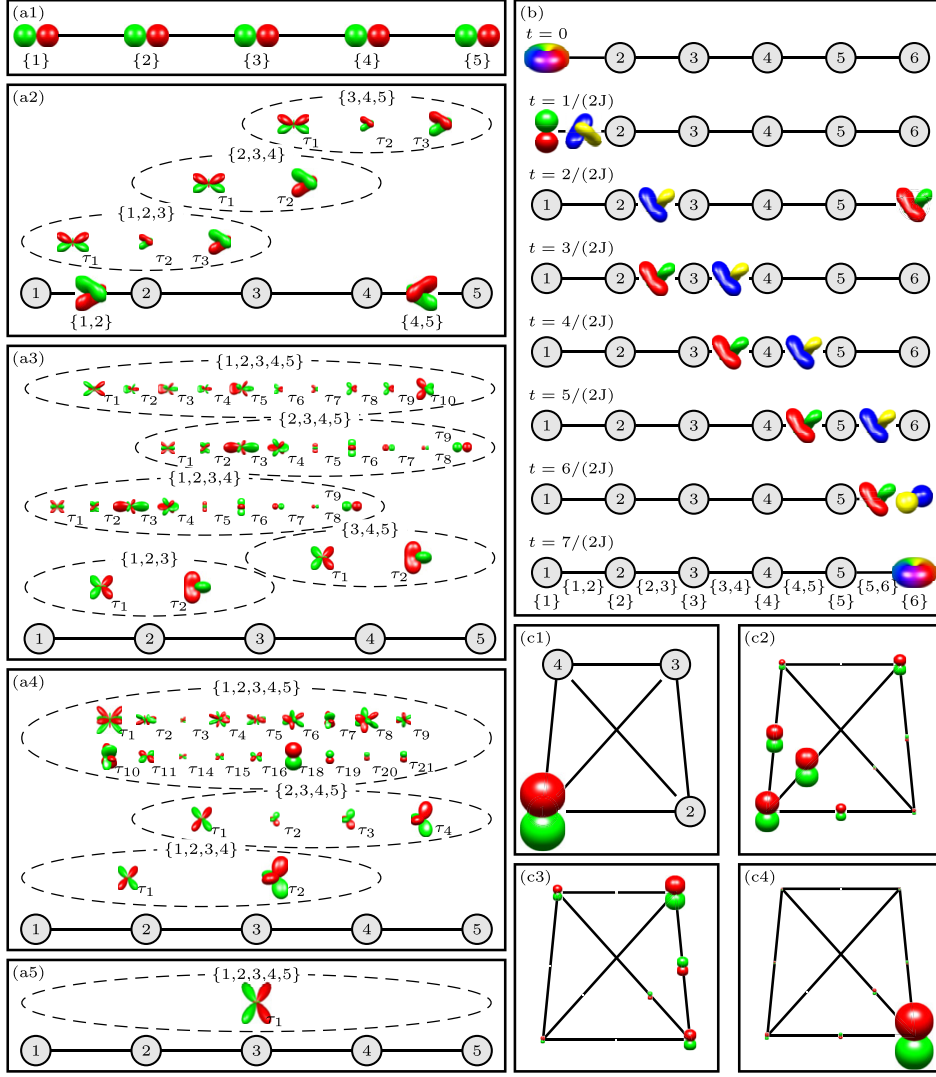 (a1)
{1} {2} {3} {4} {5}
(a2)
{3,4,5}
τ1 τ2 τ3
{2,3,4}
τ1 τ2
{1,2,3}
τ1 τ2 τ3
1 2 3 4 5
{1,2} {4,5}
(a3)
{1,2,3,4,5}
τ1 τ2 τ3 τ4 τ5 τ6 τ7 τ8 τ9 τ10
{2,3,4,5}
τ9
τ1 τ2 τ3 τ4 τ5 τ6 τ7 τ8
{1,2,3,4}
τ9
τ1 τ2 τ3 τ4 τ5 τ6 τ7 τ8
{3,4,5}
τ1 τ2
{1,2,3}
τ1 τ2
1 2 3 4 5
(a4)
{1,2,3,4,5}
τ1 τ2 τ3 τ4 τ5 τ6 τ7 τ8 τ9
τ10 τ11 τ14 τ15 τ16 τ18 τ19 τ20 τ21
{2,3,4,5}
τ1 τ2 τ3 τ4
{1,2,3,4}
τ1 τ2
1 2 3 4 5
(a5)
{1,2,3,4,5}
τ1
1 2 3 4 5
(b)
t = 0
2 3 4 5 6
t = 1/(2J)
2 3 4 5 6
t = 2/(2J)
1 2 3 4 5
t = 3/(2J)
1 2 3 4 5 6
t = 4/(2J)
1 2 3 4 5 6
t = 5/(2J)
1 2 3 4 5 6
t = 6/(2J)
1 2 3 4 5
t = 7/(2J)
1 2 3 4 5
{1,2} {2,3} {3,4} {4,5} {5,6}
{1} {2} {3} {4} {5} {6}
(c1)
4 3
2
(c2)
(c3)
(c4)